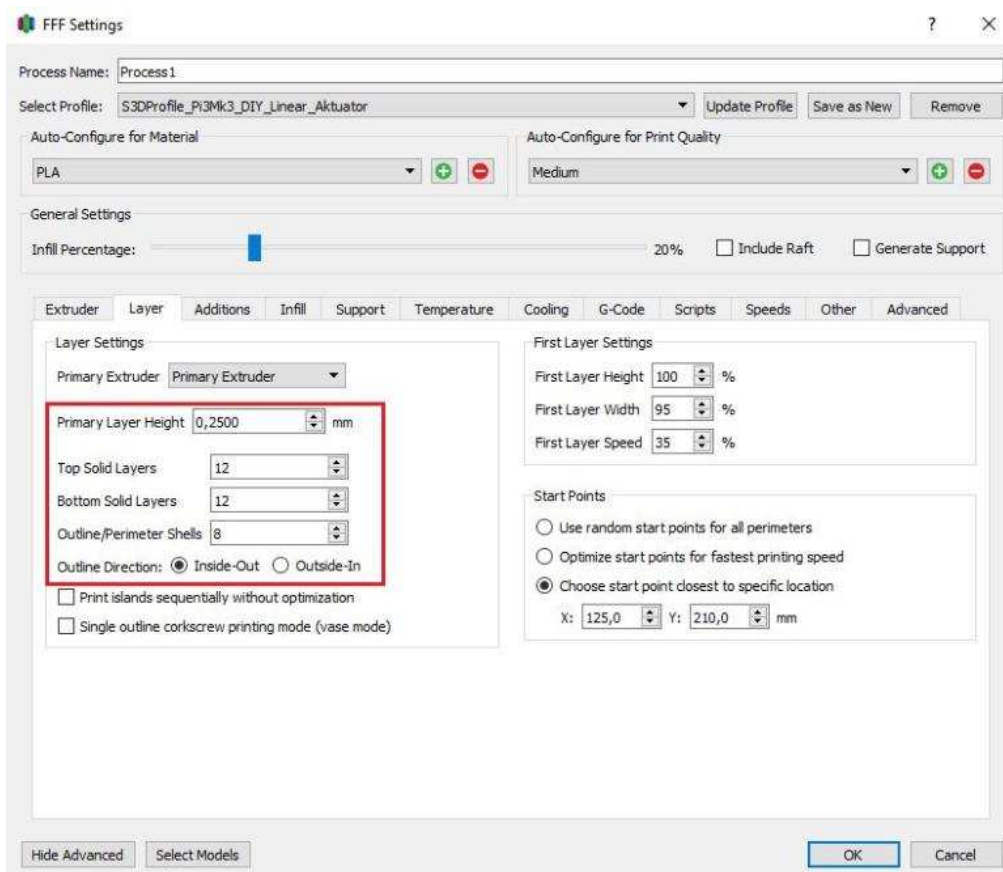 FFF Settings
Process Name: Process1
Select Profile: S3DProfile_Pi3Mk3_DIY_Linear_Aktuator Update Profile Save as New Remove
Auto-Configure for Material Auto-Configure for Print Quality
PLA Medium
General Settings
Infill Percentage: 20% Include Raft Generate Support
Extruder Layer Additions Infill Support Temperature Cooling G-Code Scripts Speeds Other Advanced
Layer Settings
Primary Extruder Primary Extruder
Primary Layer Height 0,2500 mm
Top Solid Layers 12
Bottom Solid Layers 12
Outline/Perimeter Shells 8
Outline Direction: Inside-Out Outside-In
Print islands sequentially without optimization
Single outline corkscrew printing mode (vase mode)
First Layer Settings
First Layer Height 100 %
First Layer Width 95 %
First Layer Speed 35 %
Start Points
Use random start points for all perimeters
Optimize start points for fastest printing speed
Choose start point closest to specific location
X: 125,0 Y: 210,0 mm
Hide Advanced Select Models OK Cancel